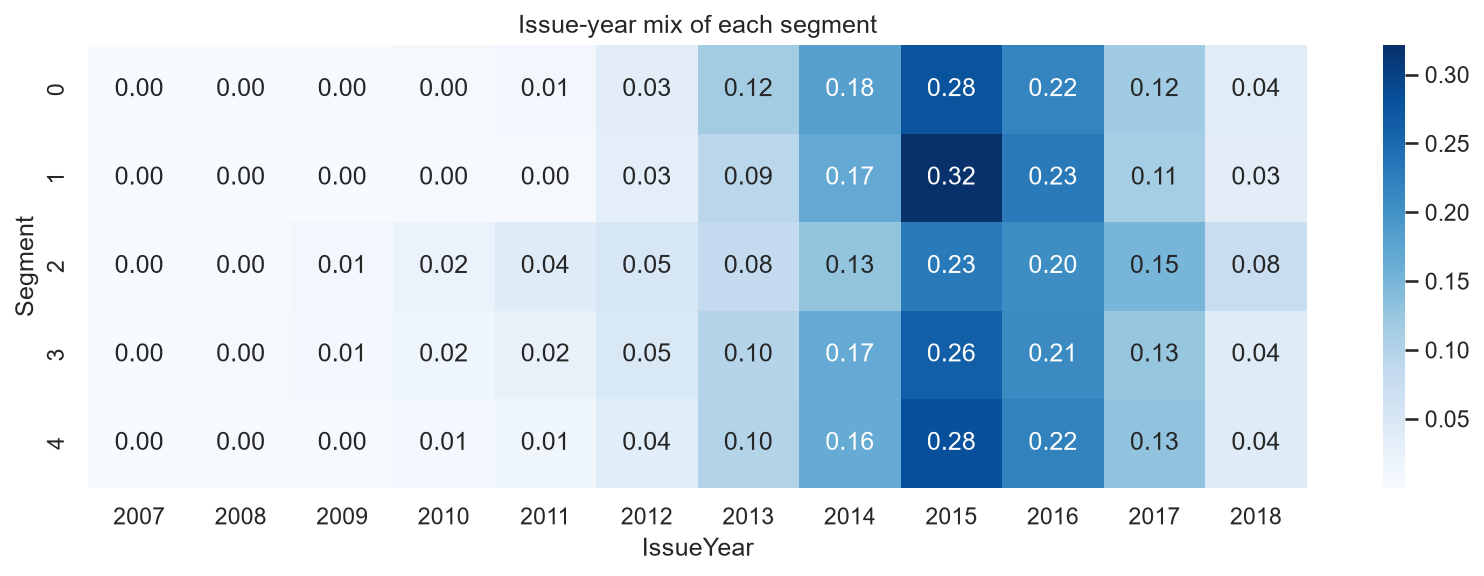 Issue-year mix of each segment
0 0.00 0.00 0.00 0.00 0.01 0.03 0.12 0.18 0.28 0.22 0.12 0.04
1 0.00 0.00 0.00 0.00 0.00 0.03 0.09 0.17 0.32 0.23 0.11 0.03
2 0.00 0.00 0.01 0.02 0.04 0.05 0.08 0.13 0.23 0.20 0.15 0.08
3 0.00 0.00 0.01 0.02 0.02 0.05 0.10 0.17 0.26 0.21 0.13 0.04
4 0.00 0.00 0.00 0.01 0.01 0.04 0.10 0.16 0.28 0.22 0.13 0.04
Segment
2007 2008 2009 2010 2011 2012 2013 2014 2015 2016 2017 2018
IssueYear
0.30
0.25
0.20
0.15
0.10
0.05